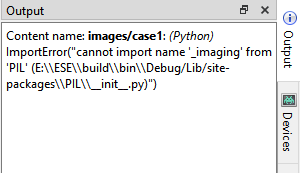 Output
Content name: images/case1: (Python)
ImportError("cannot import name '_imaging' from
'PIL' (E:\\ESE\\build\\bin\\Debug/Lib/site-
packages\\PIL\\__init__.py)")
Output
Devices